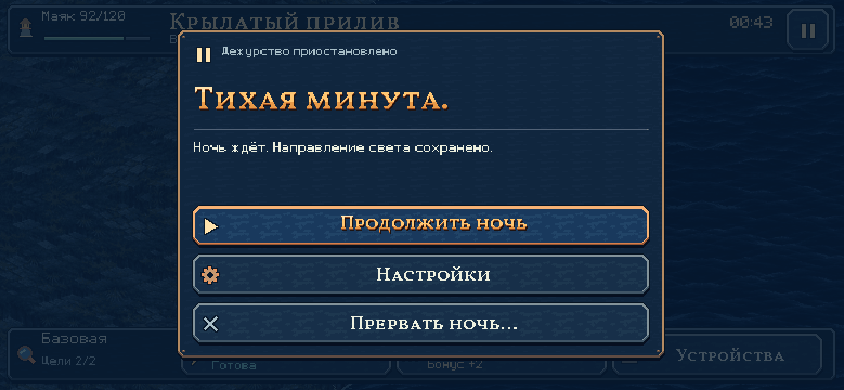 Маяк 92/120
Крылатый прилив
00:43
Дежурство приостановлено
Тихая минута.
Ночь ждёт. Направление света сохранено.
Продолжить ночь
Настройки
Прервать ночь...
Базовая
Цели 2/2
Готова
Бонус +2
Устройства